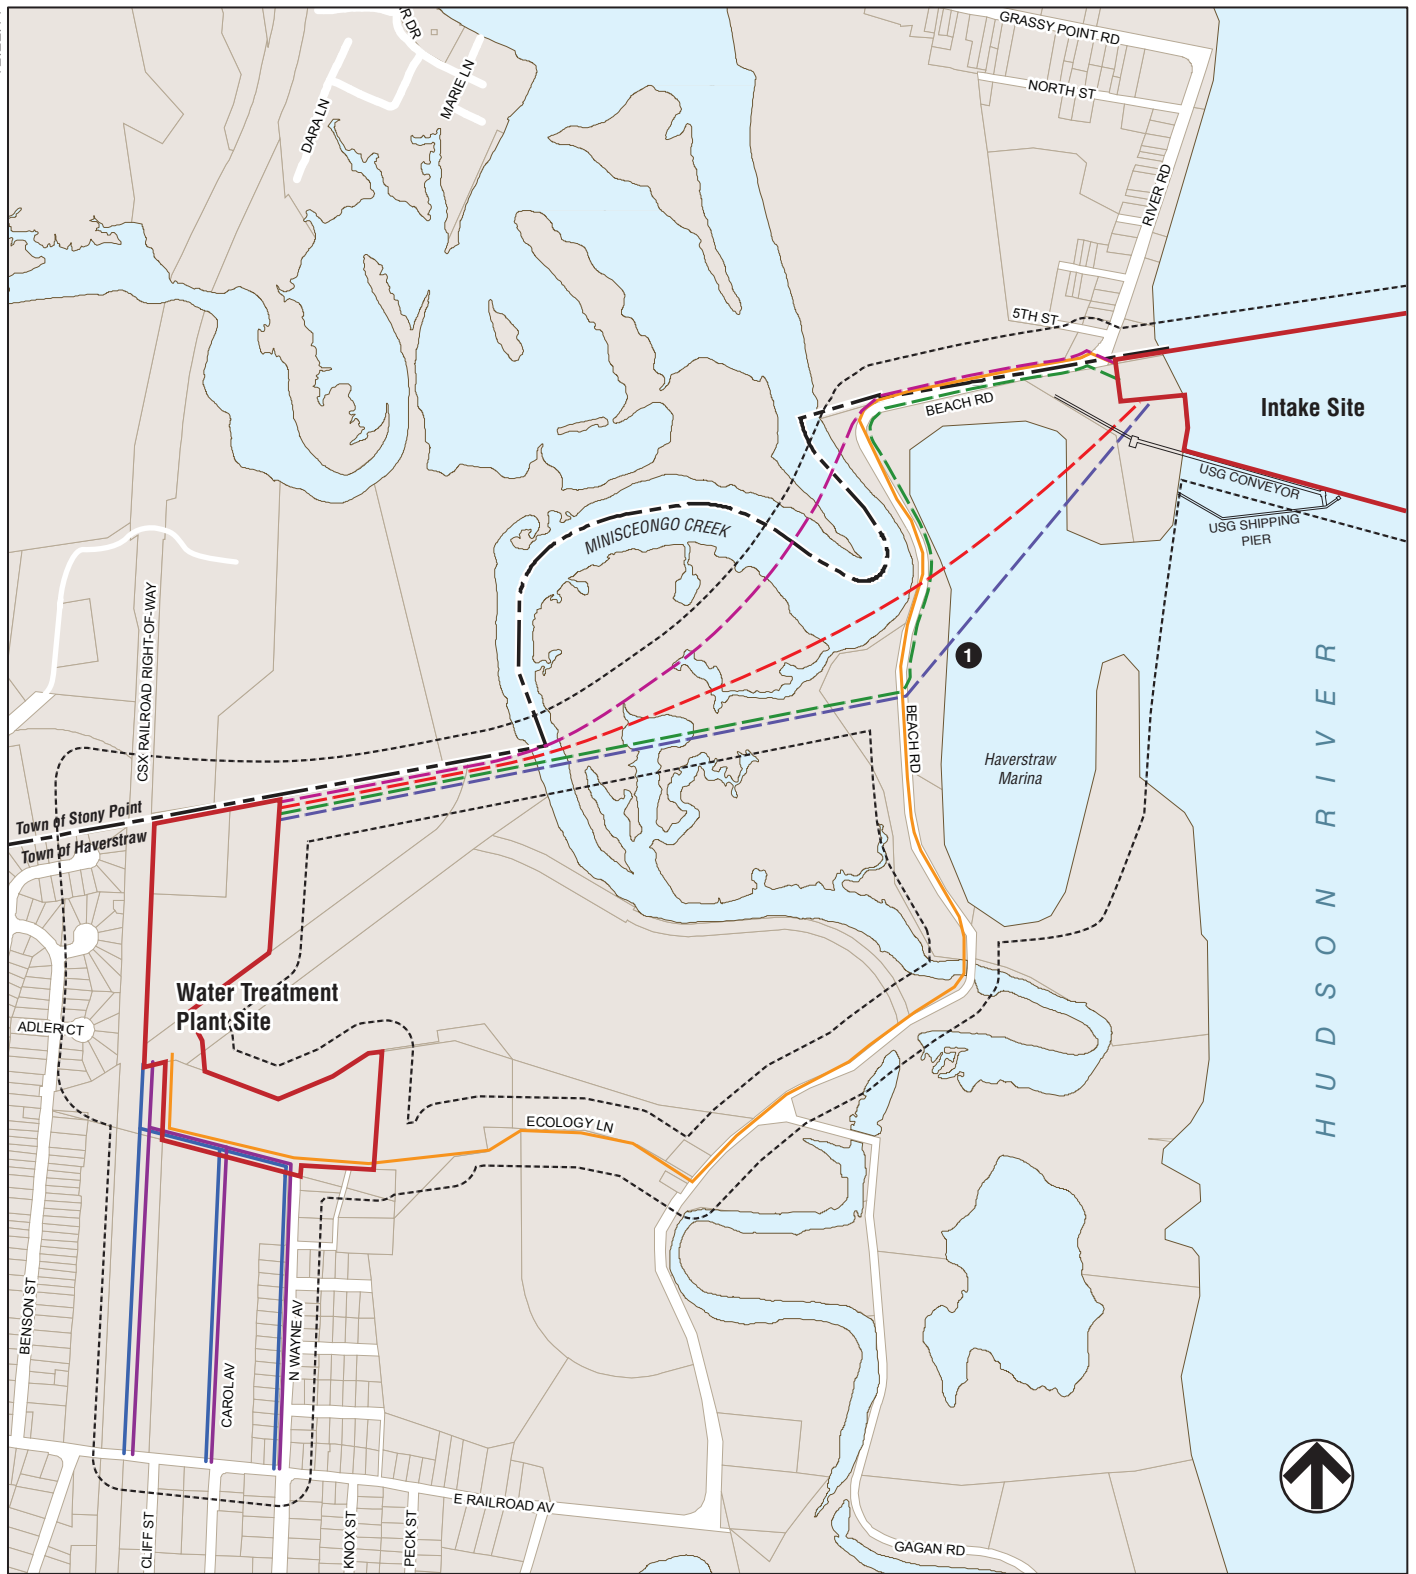 GRASSY POINT RD
R DR
NORTH ST
MARIE LN
DARA LN
RIVER RD
5TH ST
BEACH RD
Intake Site
USG CONVEYOR
USG SHIPPING
PIER
MINISCEONGO CREEK
CSX RAILROAD RIGHT-OF-WAY
1
HUDSON RIVER
BEACH RD
Haverstraw
Marina
Town of Stony Point
Town of Haverstraw
Water Treatment
Plant Site
ADLER CT
ECOLOGY LN
BENSON ST
CAROL AV
N WAYNE AV
E RAILROAD AV
CLIFF ST
KNOX ST
PECK ST
GAGAN RD